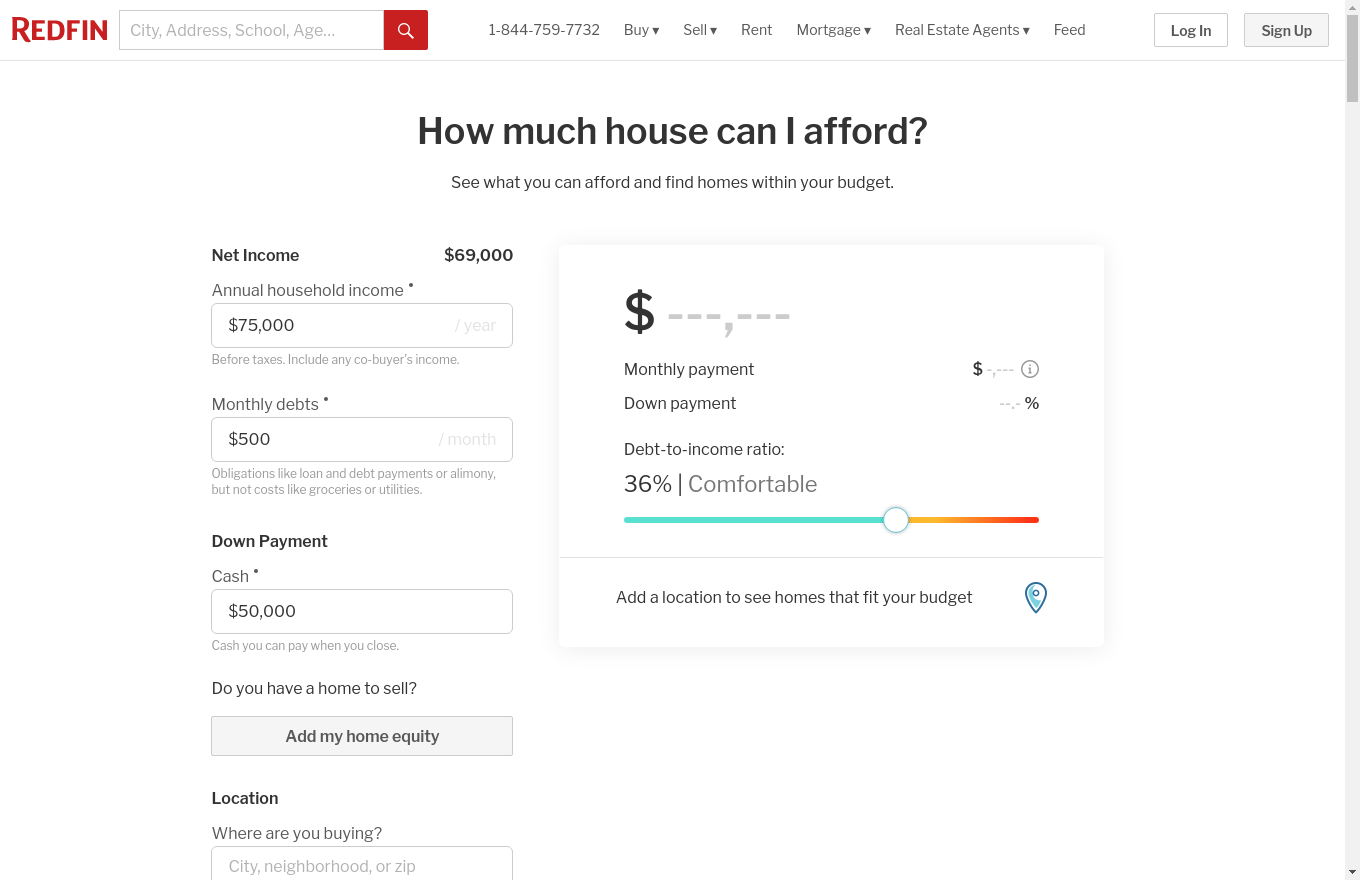 REDFIN
City, Address, School, Age...
1-844-759-7732
Buy ▾
Sell ▾
Rent
Mortgage ▾
Real Estate Agents ▾
Feed
Log In
Sign Up
How much house can I afford?
See what you can afford and find homes within your budget.
Net Income $69,000
Annual household income •
$75,000 / year
Before taxes. Include any co-buyer's income.
Monthly debts •
$500 / month
Obligations like loan and debt payments or alimony,
but not costs like groceries or utilities.
Down Payment
Cash •
$50,000
Cash you can pay when you close.
Do you have a home to sell?
Add my home equity
Location
Where are you buying?
City, neighborhood, or zip
$ ---,---
Monthly payment $ -,---
Down payment --.- %
Debt-to-income ratio:
36% | Comfortable
Add a location to see homes that fit your budget